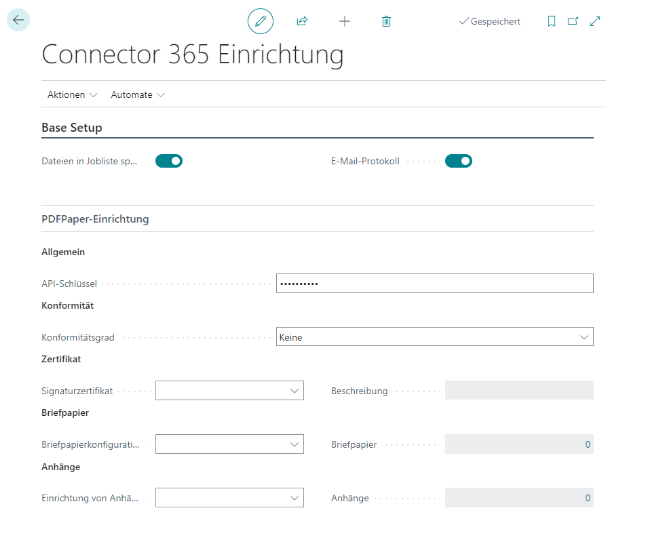 Gespeichert
Connector 365 Einrichtung
Aktionen Automate
Base Setup
Dateien in Jobliste sp... E-Mail-Protokoll
PDFPaper-Einrichtung
Allgemein
API-Schlüssel ••••••••••
Konformität
Konformitätsgrad Keine
Zertifikat
Signaturzertifikat Beschreibung
Briefpapier
Briefpapierkonfigurati... Briefpapier 0
Anhänge
Einrichtung von Anhä... Anhänge 0